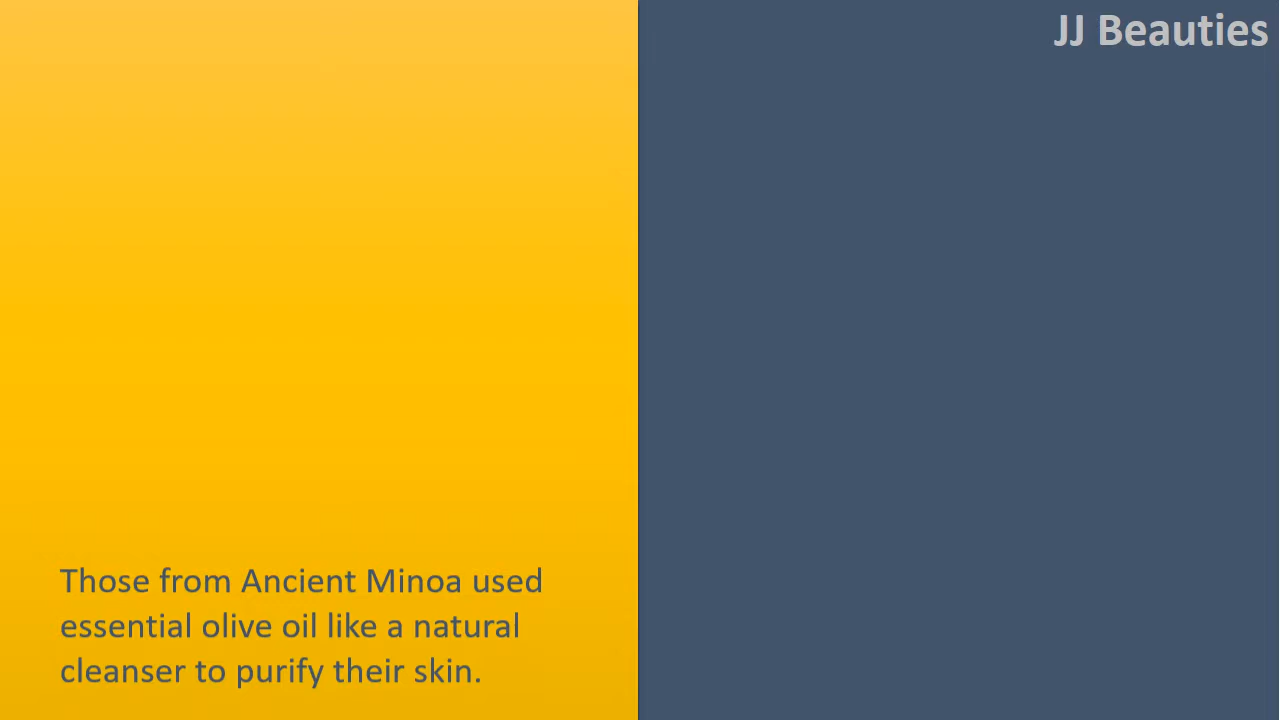 JJ Beauties
Those from Ancient Minoa used
essential olive oil like a natural
cleanser to purify their skin.